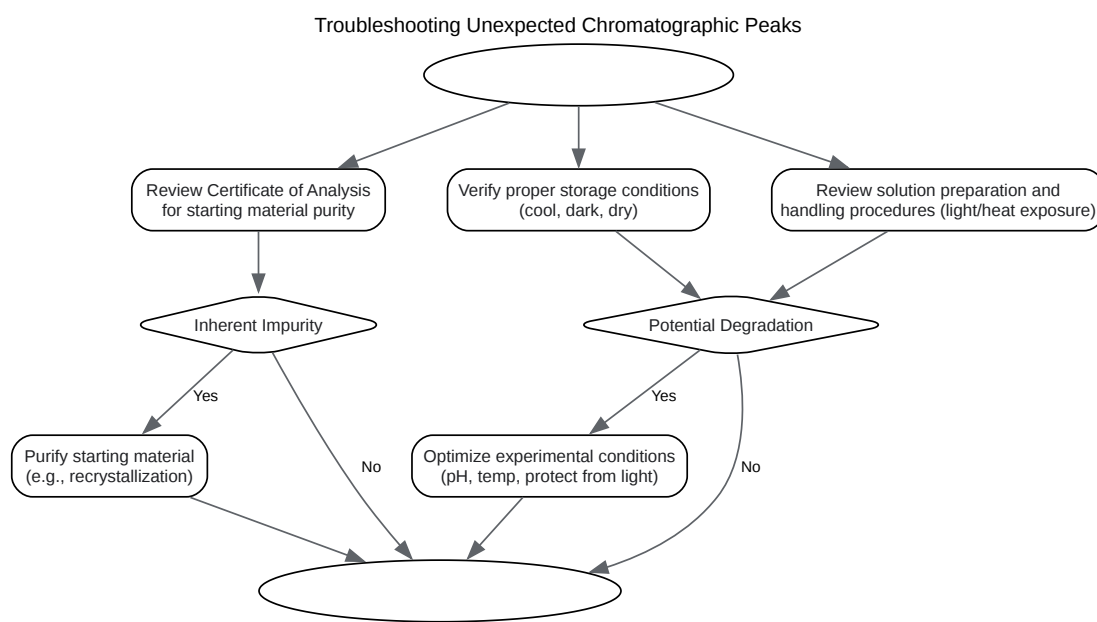 Troubleshooting Unexpected Chromatographic Peaks
Review Certificate of Analysis
for starting material purity
Verify proper storage conditions
(cool, dark, dry)
Review solution preparation and
handling procedures (light/heat exposure)
Inherent Impurity
Potential Degradation
Yes
Yes
Purify starting material
(e.g., recrystallization)
No
Optimize experimental conditions
(pH, temp, protect from light)
No